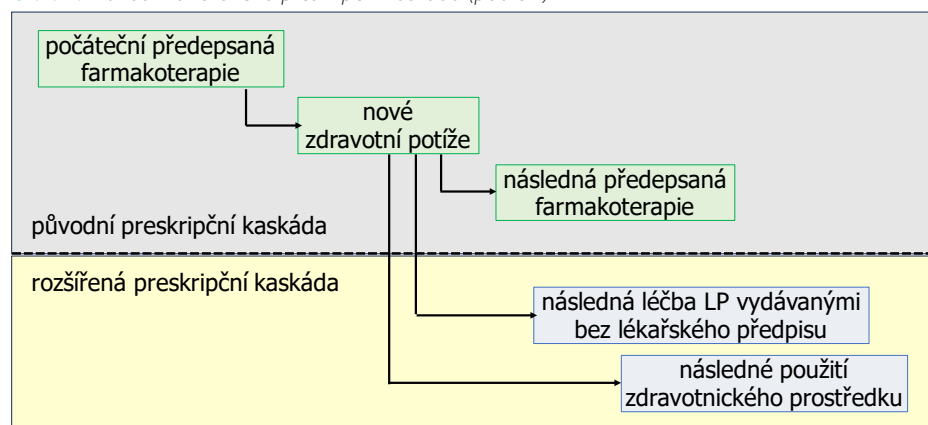 počáteční předepsaná
farmakoterapie
nové
zdravotní potíže
následná předepsaná
farmakoterapie
původní preskripční kaskáda
rozšířená preskripční kaskáda
následná léčba LP vydávanými
bez lékařského předpisu
následné použití
zdravotnického prostředku